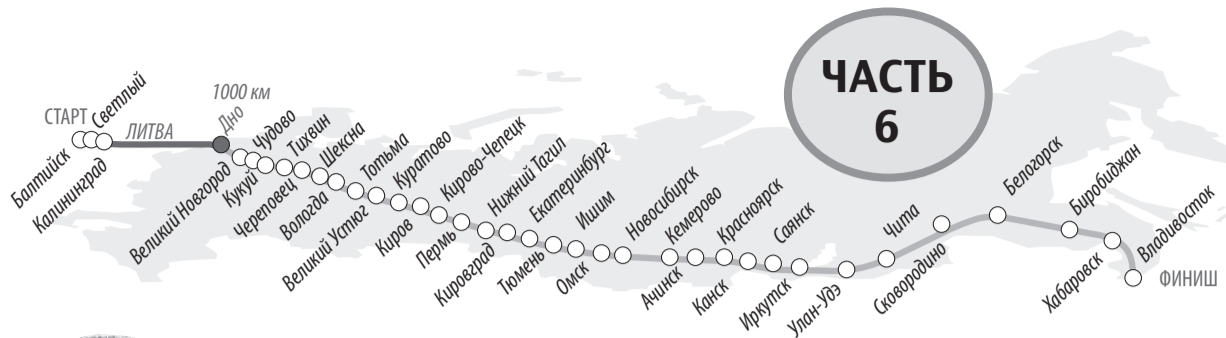 ЧАСТЬ
6
СТАРТ
Балтийск
Светлый
Калининград
ЛИТВА
1000 км
Дно
Великий Новгород
Чудово
Кукуй
Тихвин
Череповец
Шексна
Вологда
Тотьма
Великий Устюг
Куратово
Киров
Кирово-Чепецк
Пермь
Нижний Тагил
Кировград
Екатеринбург
Тюмень
Ишим
Омск
Новосибирск
Кемерово
Ачинск
Красноярск
Канск
Саянск
Иркутск
Улан-Удэ
Чита
Сковородино
Белогорск
Биробиджан
Хабаровск
Владивосток
ФИНИШ